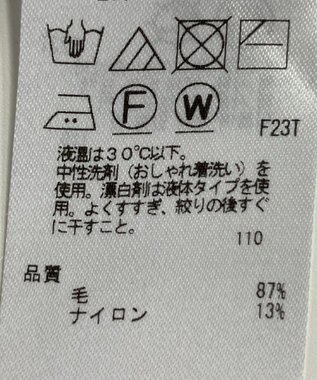 F
W
F23T
液温は30℃以下。
中性洗剤（おしゃれ着洗い）を
使用。漂白剤は液体タイプを使
用。よくすすぎ、絞りの後すぐ
に干すこと。
110
品質
毛 87%
ナイロン 13%